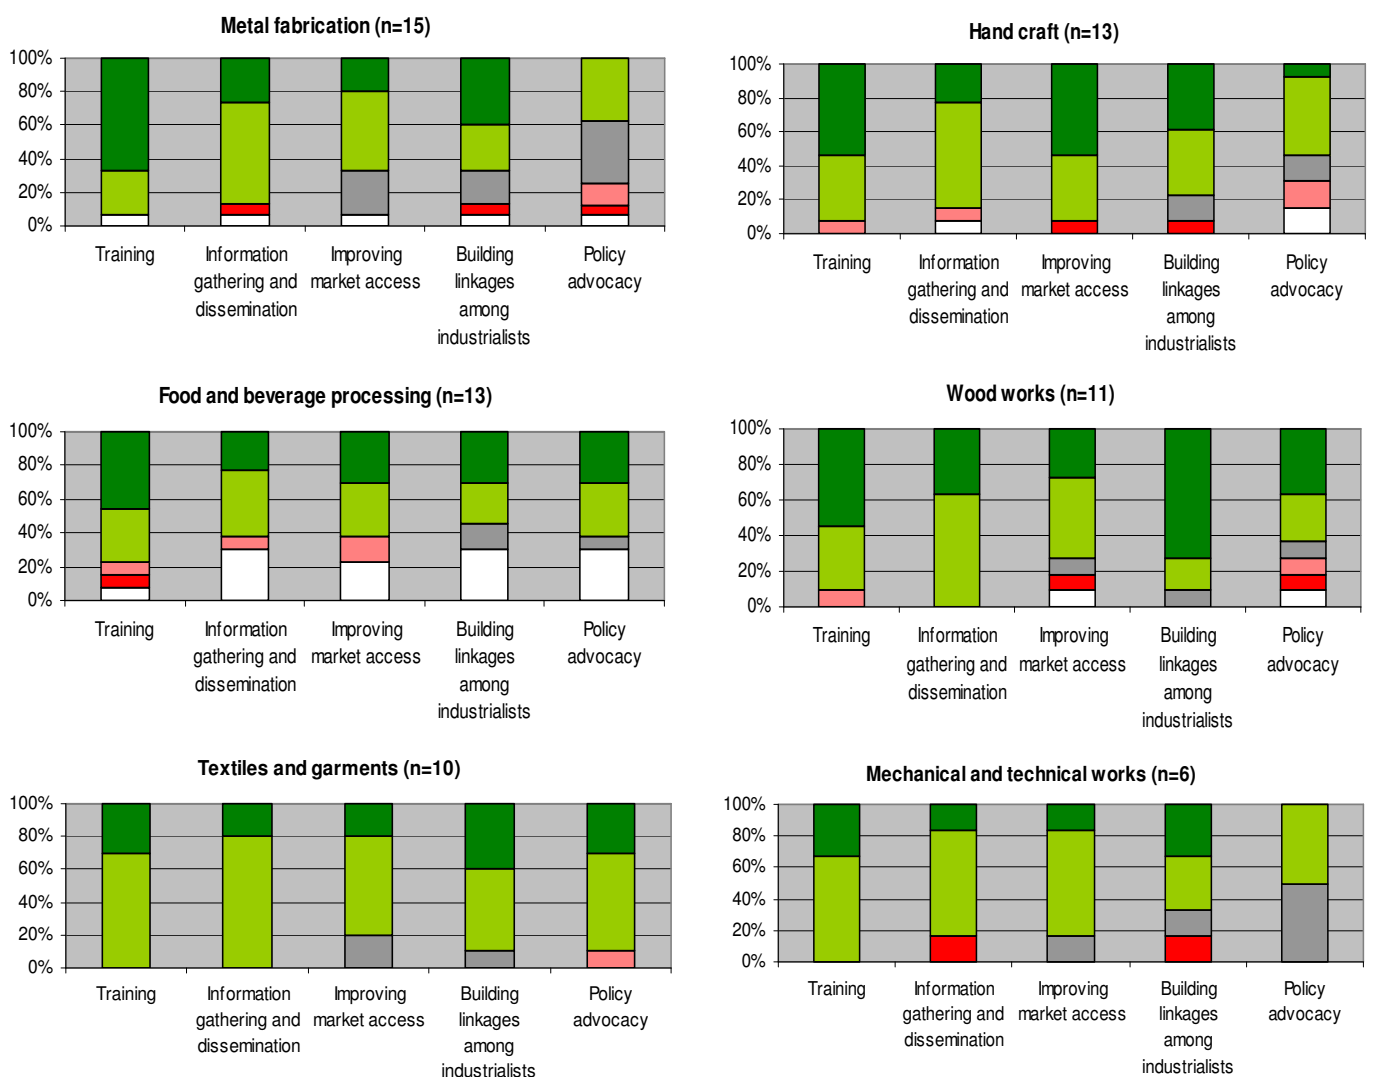 Metal fabrication (n=15)
100%
80%
60%
40%
20%
0%
Training
Information
gathering and
dissemination
Improving
market access
Building
linkages
among
industrialists
Policy
advocacy
Hand craft (n=13)
100%
80%
60%
40%
20%
0%
Training
Information
gathering and
dissemination
Improving
market access
Building
linkages
among
industrialists
Policy
advocacy
Food and beverage processing (n=13)
100%
80%
60%
40%
20%
0%
Training
Information
gathering and
dissemination
Improving
market access
Building
linkages
among
industrialists
Policy
advocacy
Wood works (n=11)
100%
80%
60%
40%
20%
0%
Training
Information
gathering and
dissemination
Improving
market access
Building
linkages
among
industrialists
Policy
advocacy
Textiles and garments (n=10)
100%
80%
60%
40%
20%
0%
Training
Information
gathering and
dissemination
Improving
market access
Building
linkages
among
industrialists
Policy
advocacy
Mechanical and technical works (n=6)
100%
80%
60%
40%
20%
0%
Training
Information
gathering and
dissemination
Improving
market access
Building
linkages
among
industrialists
Policy
advocacy